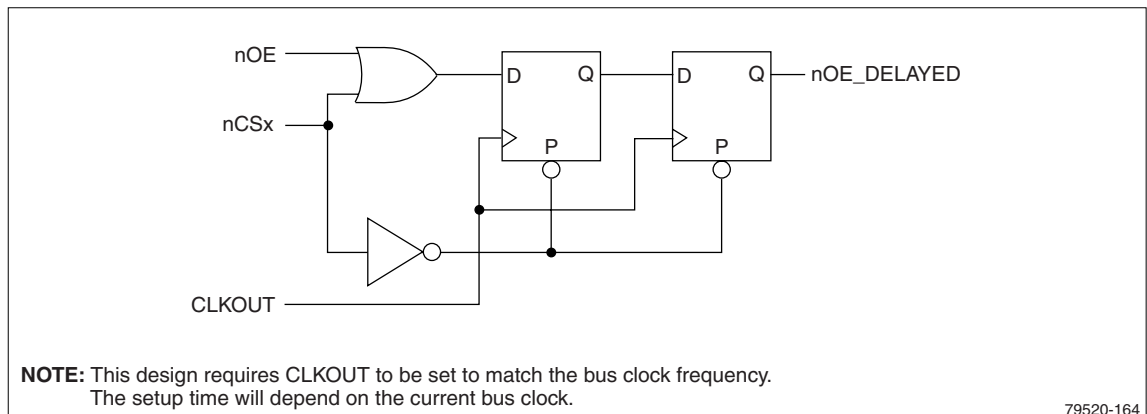 nOE
D
Q
D
Q
nOE_DELAYED
nCSx
P
P
CLKOUT
NOTE: This design requires CLKOUT to be set to match the bus clock frequency.
The setup time will depend on the current bus clock.
79520-164